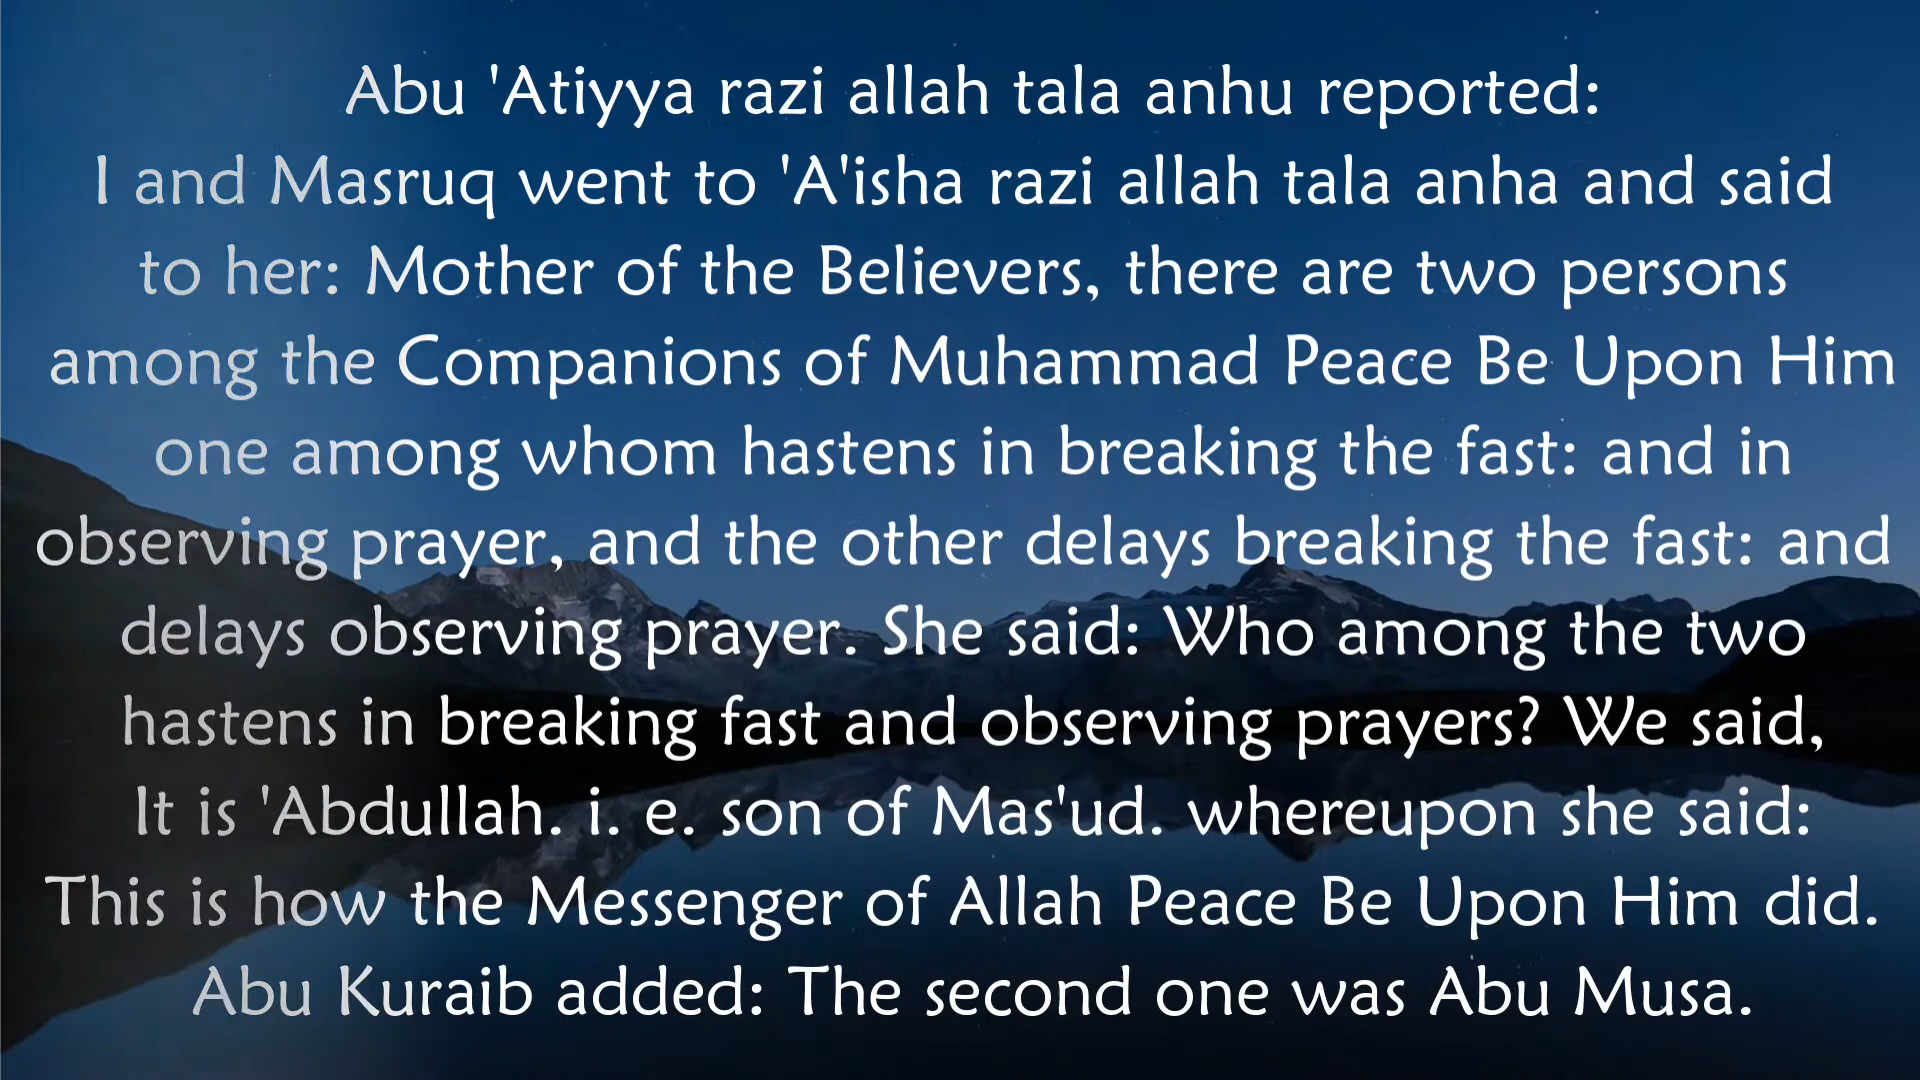 Abu 'Atiyya razi allah tala anhu reported:
I and Masruq went to 'A'isha razi allah tala anha and said
to her: Mother of the Believers, there are two persons
among the Companions of Muhammad Peace Be Upon Him
one among whom hastens in breaking the fast: and in
observing prayer, and the other delays breaking the fast: and
delays observing prayer. She said: Who among the two
hastens in breaking fast and observing prayers? We said,
It is 'Abdullah. i. e. son of Mas'ud. whereupon she said:
This is how the Messenger of Allah Peace Be Upon Him did.
Abu Kuraib added: The second one was Abu Musa.